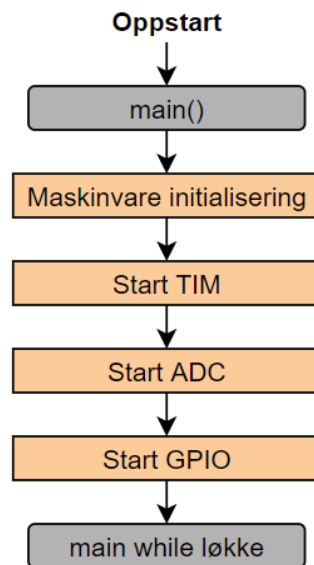 Oppstart
main()
Maskinvare initialisering
Start TIM
Start ADC
Start GPIO
main while løkke